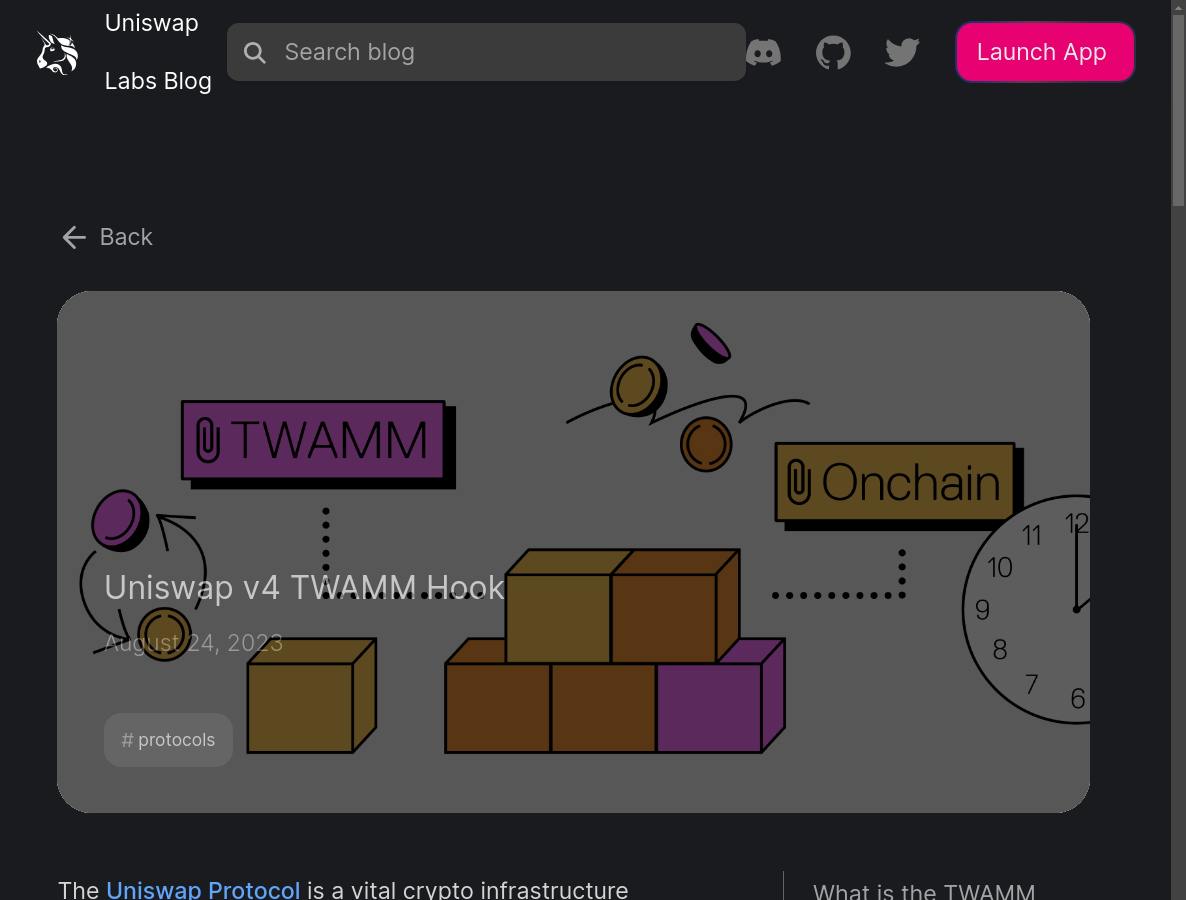 Uniswap
Labs Blog
Search blog
Launch App
Back
TWAMM
Onchain
12
11
10
9
8
7
6
Uniswap v4 TWAMM Hook
August 24, 2023
# protocols
The Uniswap Protocol is a vital crypto infrastructure
What is the TWAMM